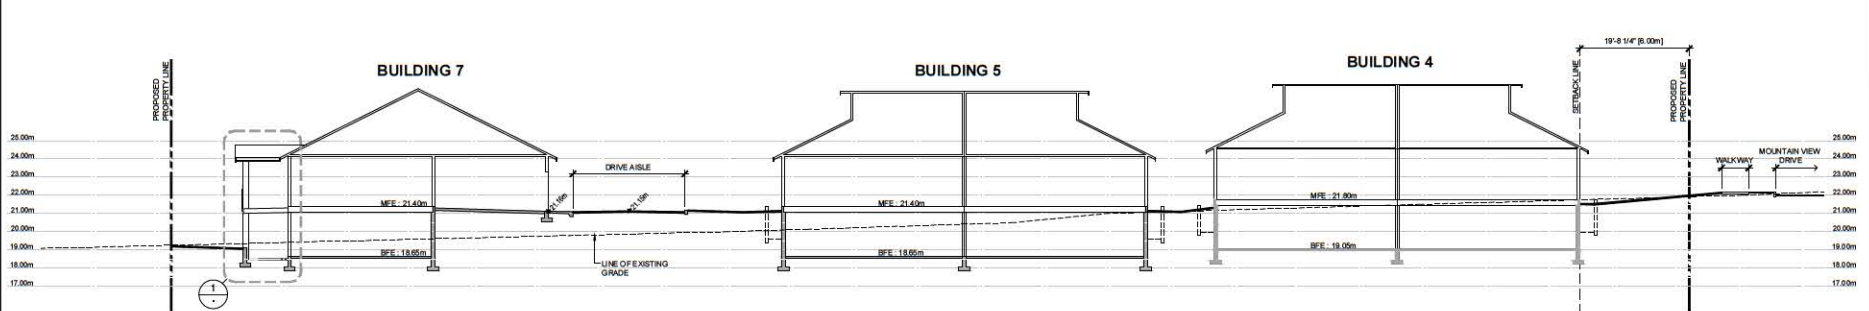 19'-8 1/4" [6.00m]
BUILDING 7
BUILDING 5
BUILDING 4
PROPOSED
PROPERTY LINE
SETBACK LINE
PROPOSED
PROPERTY LINE
25.00m
24.00m
23.00m
22.00m
21.00m
20.00m
19.00m
18.00m
17.00m
DRIVE AISLE
MFE : 21.40m
21.15m
MFE : 21.40m
MFE : 21.80m
BFE : 18.65m
LINE OF EXISTING
GRADE
BFE : 18.65m
BFE : 19.05m
WALKWAY
MOUNTAIN VIEW
DRIVE
25.00m
24.00m
23.00m
22.00m
21.00m
20.00m
19.00m
18.00m
17.00m
1